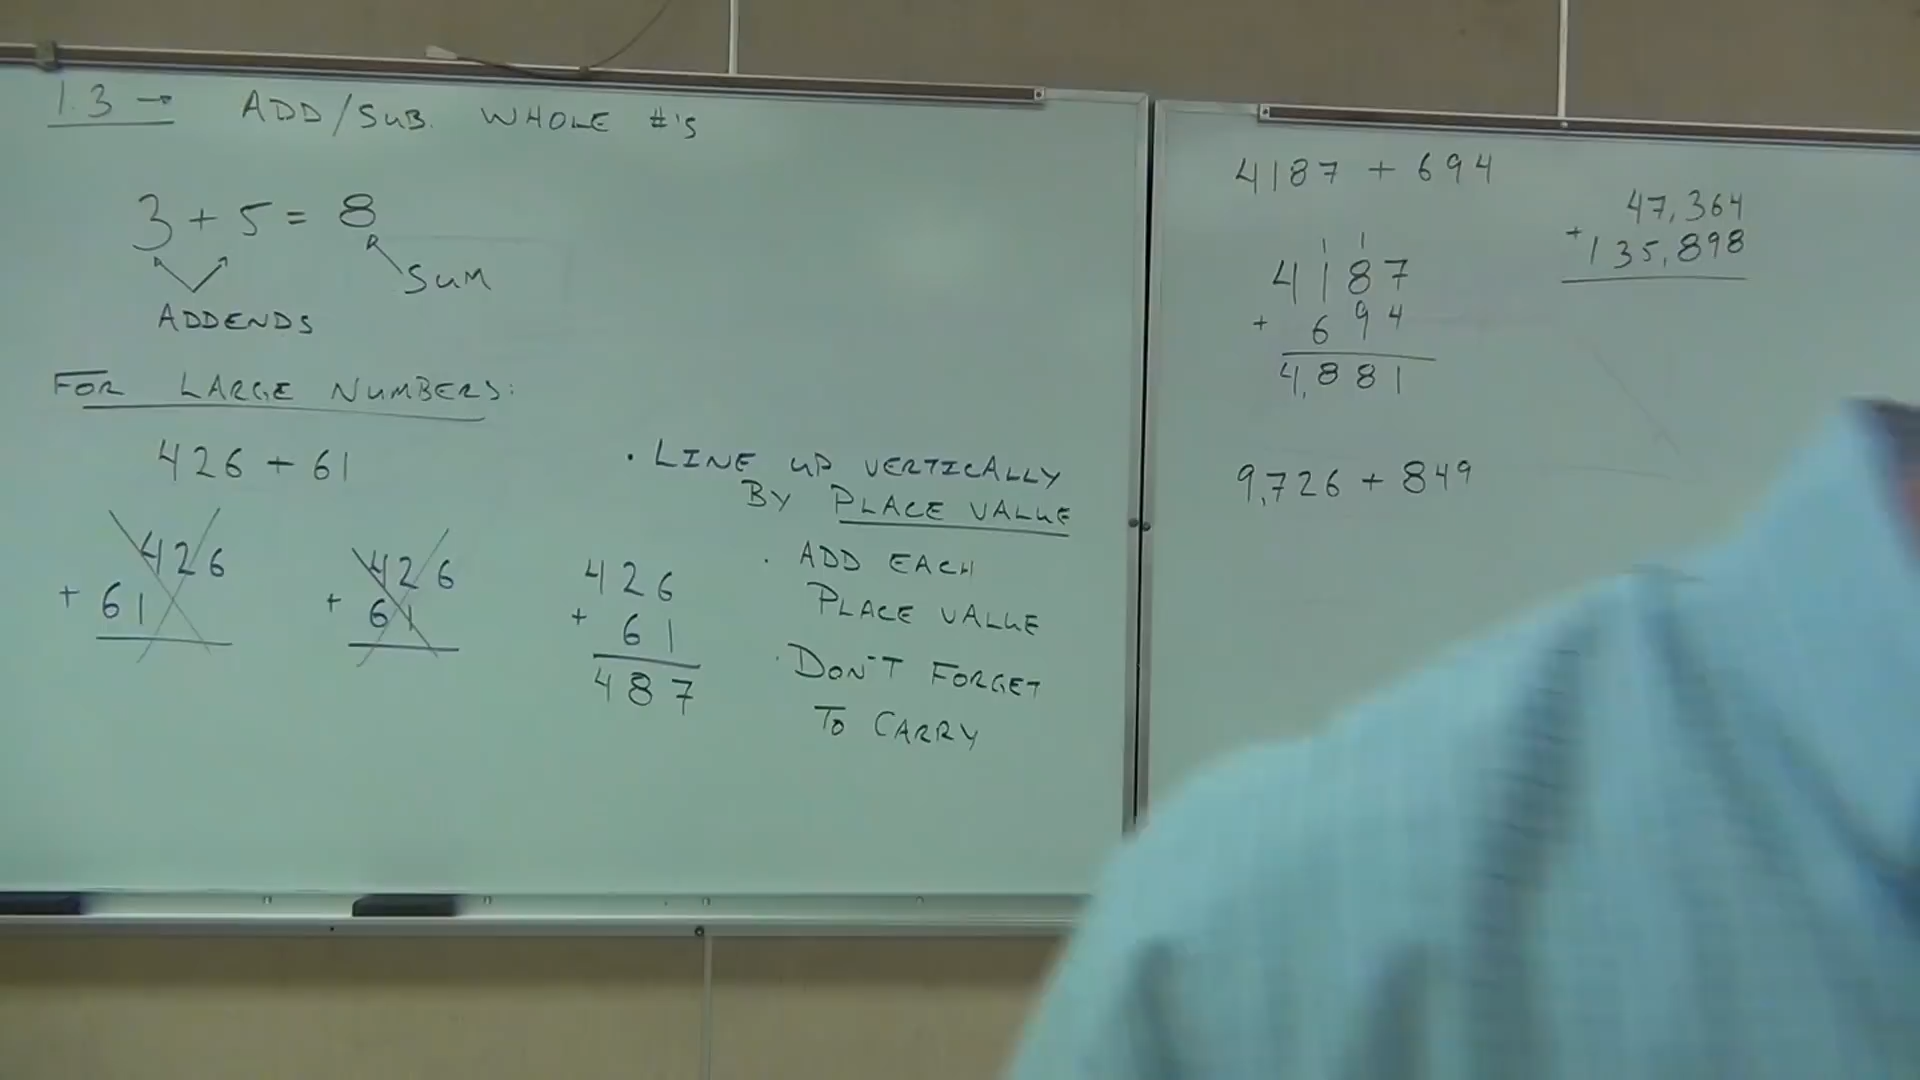 1.3 → ADD/SUB. WHOLE #'S
3 + 5 = 8
SUM
ADDENDS
FOR LARGE NUMBERS:
426 + 61
426
+ 61
426
+ 61
426
+ 61
487
• LINE UP VERTICALLY
BY PLACE VALUE
• ADD EACH
PLACE VALUE
• DON'T FORGET
TO CARRY
4187 + 694
1 1
4187
+ 694
4,881
9,726 + 849
47,364
+ 135,898